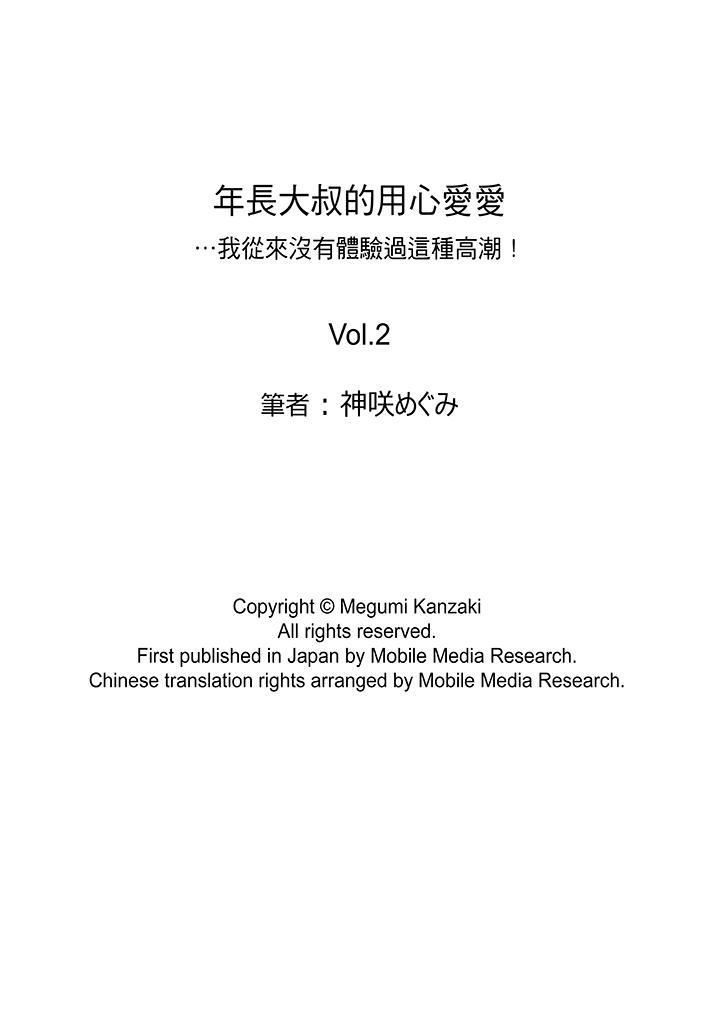 年長大叔的用心愛愛
…我從來沒有體驗過這種高潮！
Vol.2
筆者：神咲めぐみ
Copyright © Megumi Kanzaki
All rights reserved.
First published in Japan by Mobile Media Research.
Chinese translation rights arranged by Mobile Media Research.